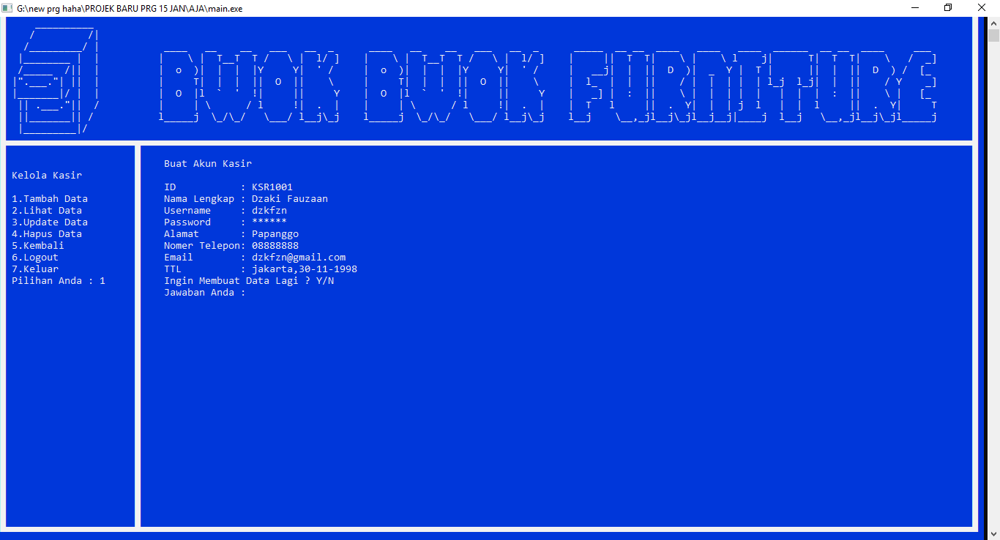 G:\new prg haha\PROJEK BARU PRG 15 JAN\AJA\main.exe
BWOK BWOK FURNITURE
Kelola Kasir
1.Tambah Data
2.Lihat Data
3.Update Data
4.Hapus Data
5.Kembali
6.Logout
7.Keluar
Pilihan Anda : 1
Buat Akun Kasir
ID : KSR1001
Nama Lengkap : Dzaki Fauzaan
Username : dzkfzn
Password : ******
Alamat : Papanggo
Nomer Telepon: 08888888
Email : dzkfzn@gmail.com
TTL : jakarta,30-11-1998
Ingin Membuat Data Lagi ? Y/N
Jawaban Anda :